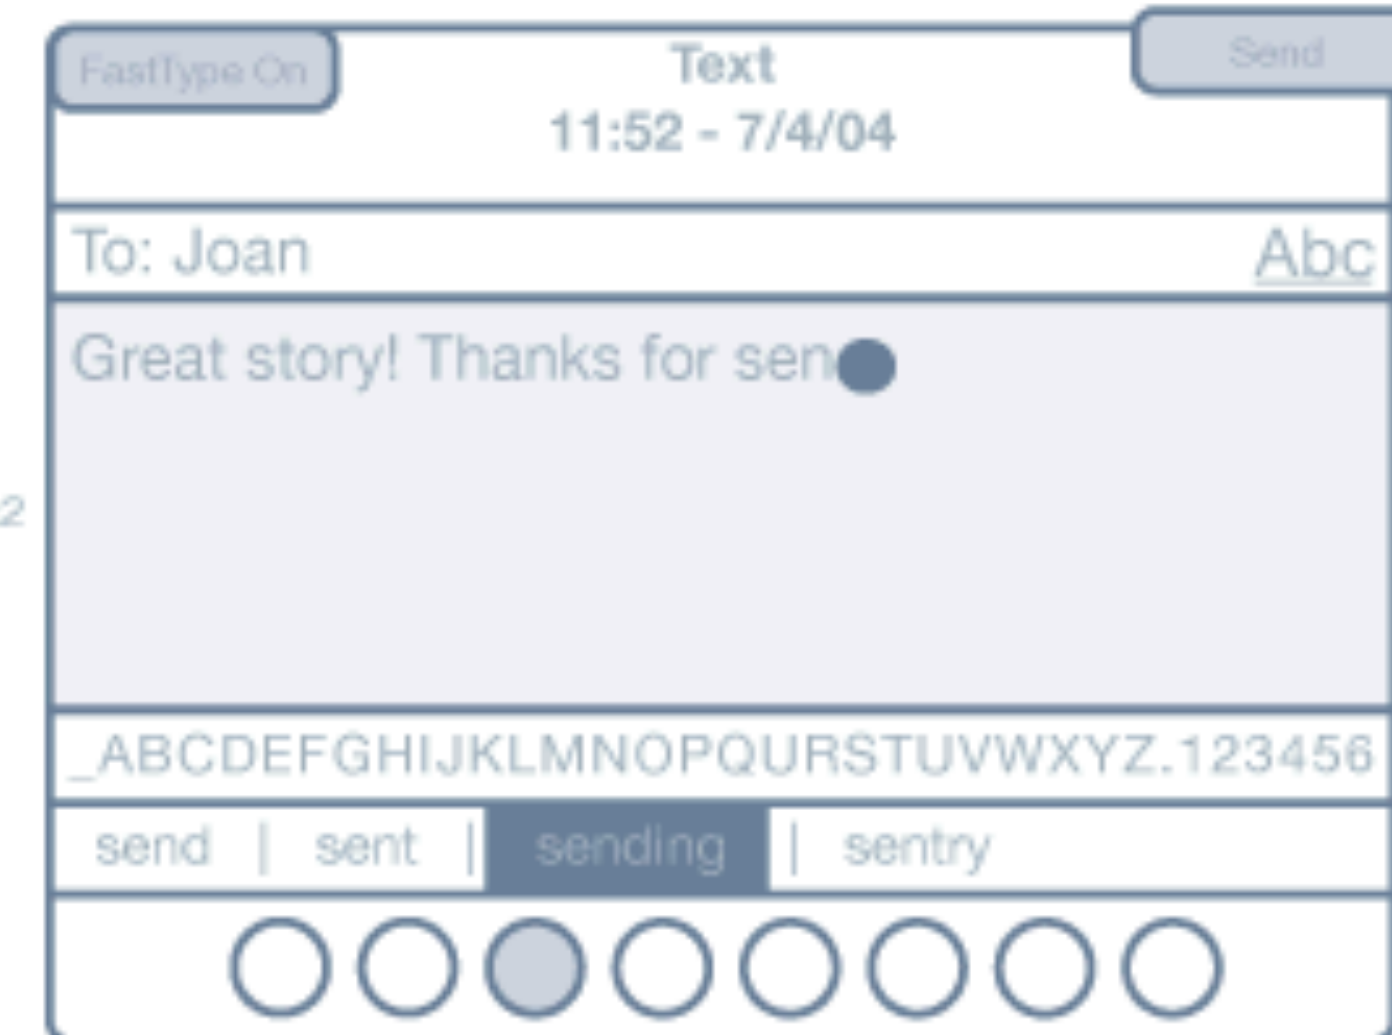 FastType On
Send
Text
11:52 - 7/4/04
To: Joan
Abc
Great story! Thanks for sen
2
_ABCDEFGHIJKLMNOPQURSTUVWXYZ.123456
send | sent | sending | sentry